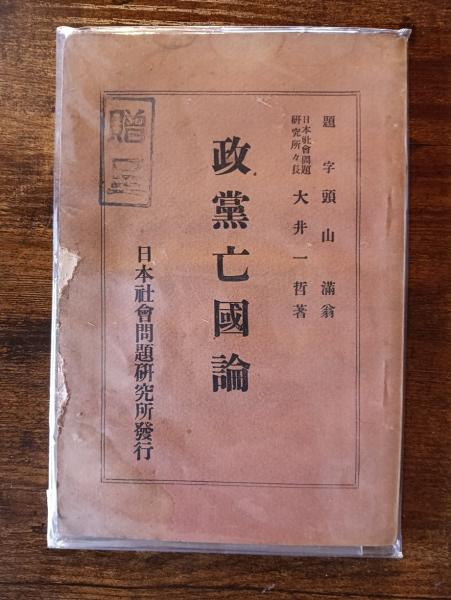 題字頭山滿翁
日本社會問題
研究所々長
大井一哲著
政黨亡國論
日本社會問題研究所發行
贈呈